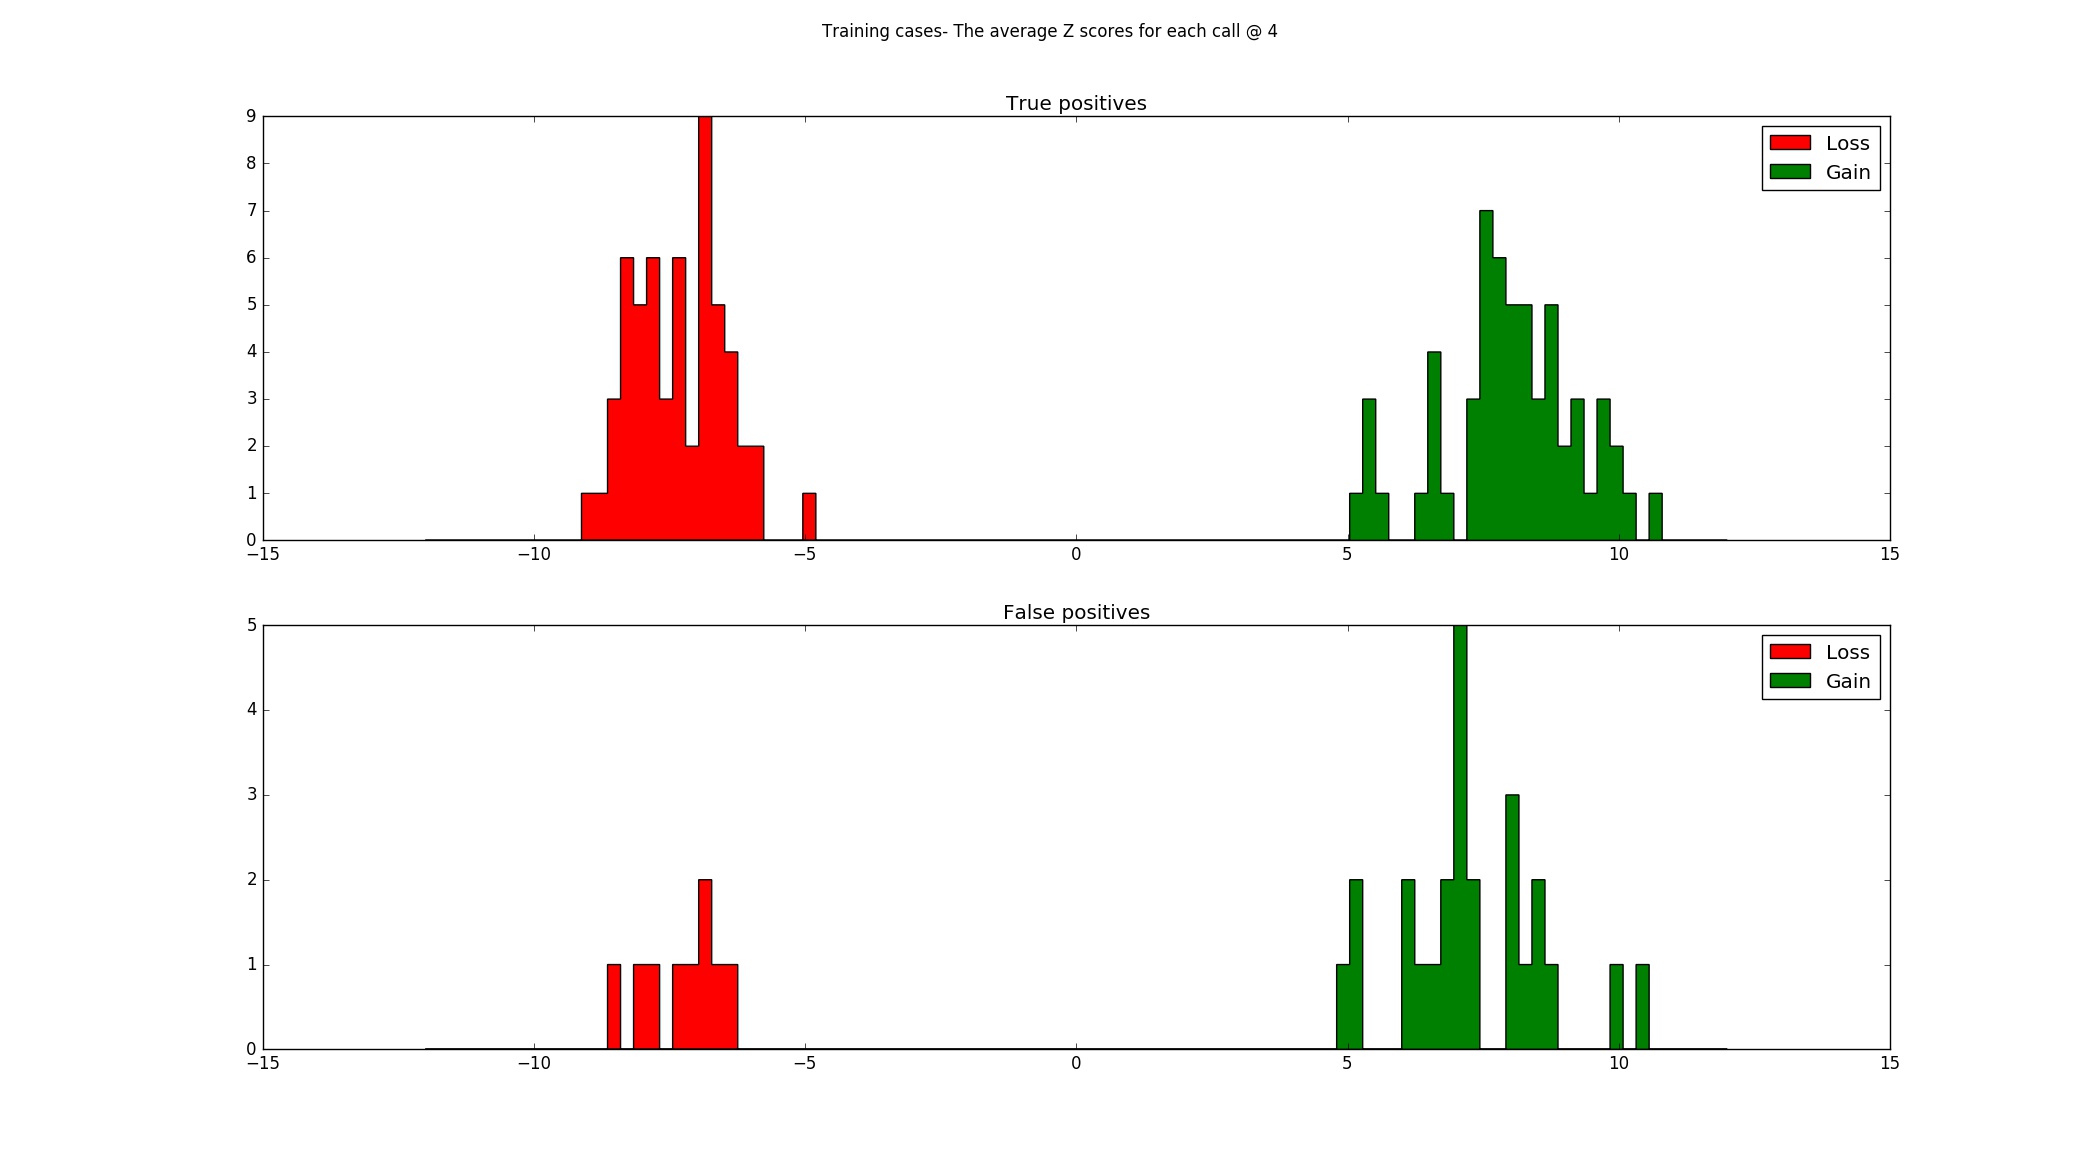 Training cases- The average Z scores for each call @ 4
True positives
9
8
7
6
5
4
3
2
1
0
−15 −10 −5 0 5 10 15
Loss
Gain
False positives
5
4
3
2
1
0
−15 −10 −5 0 5 10 15
Loss
Gain